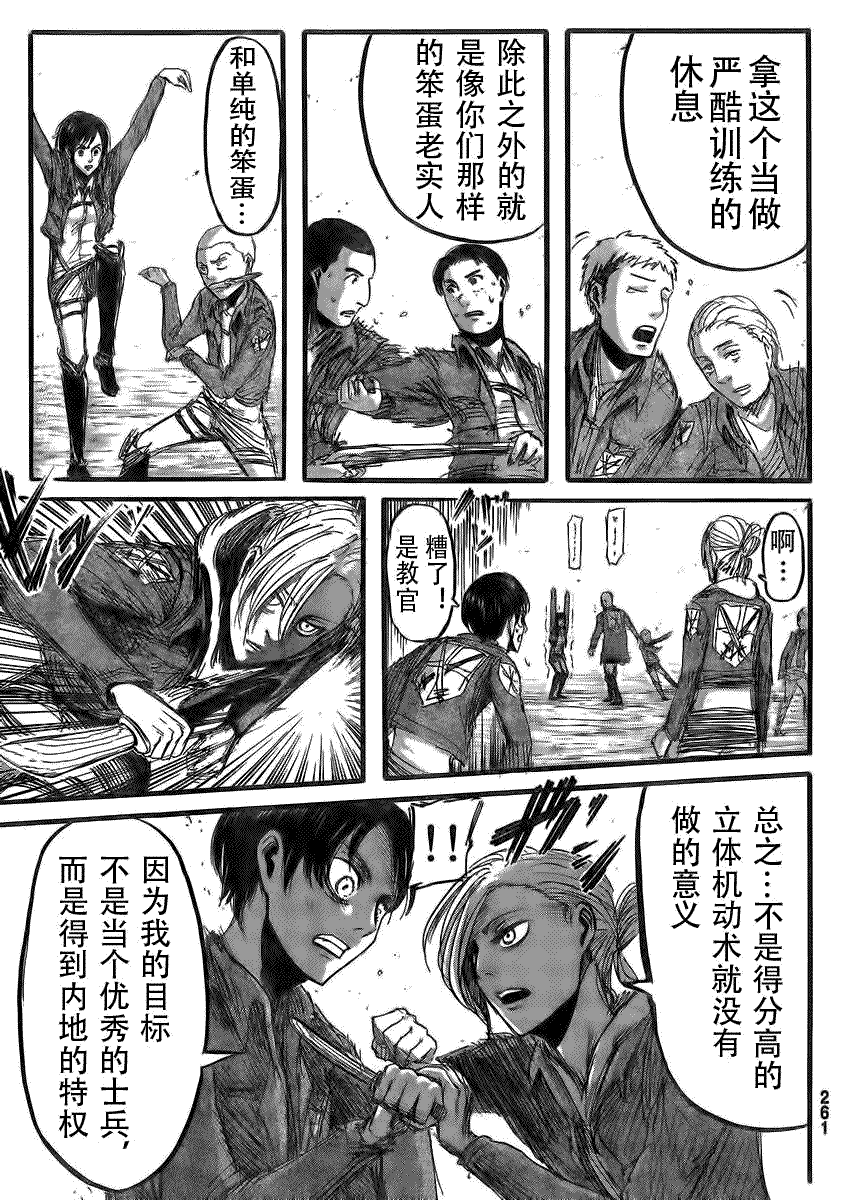 拿这个当做
严酷训练的
休息
除此之外的就
是像你们那样
的笨蛋老实人
和单纯的笨蛋…
啊…
糟了!
是教官
!!
总之…不是得分高的
立体机动术就没有
做的意义
因为我的目标
不是当个优秀的士兵,
而是得到内地的特权
261